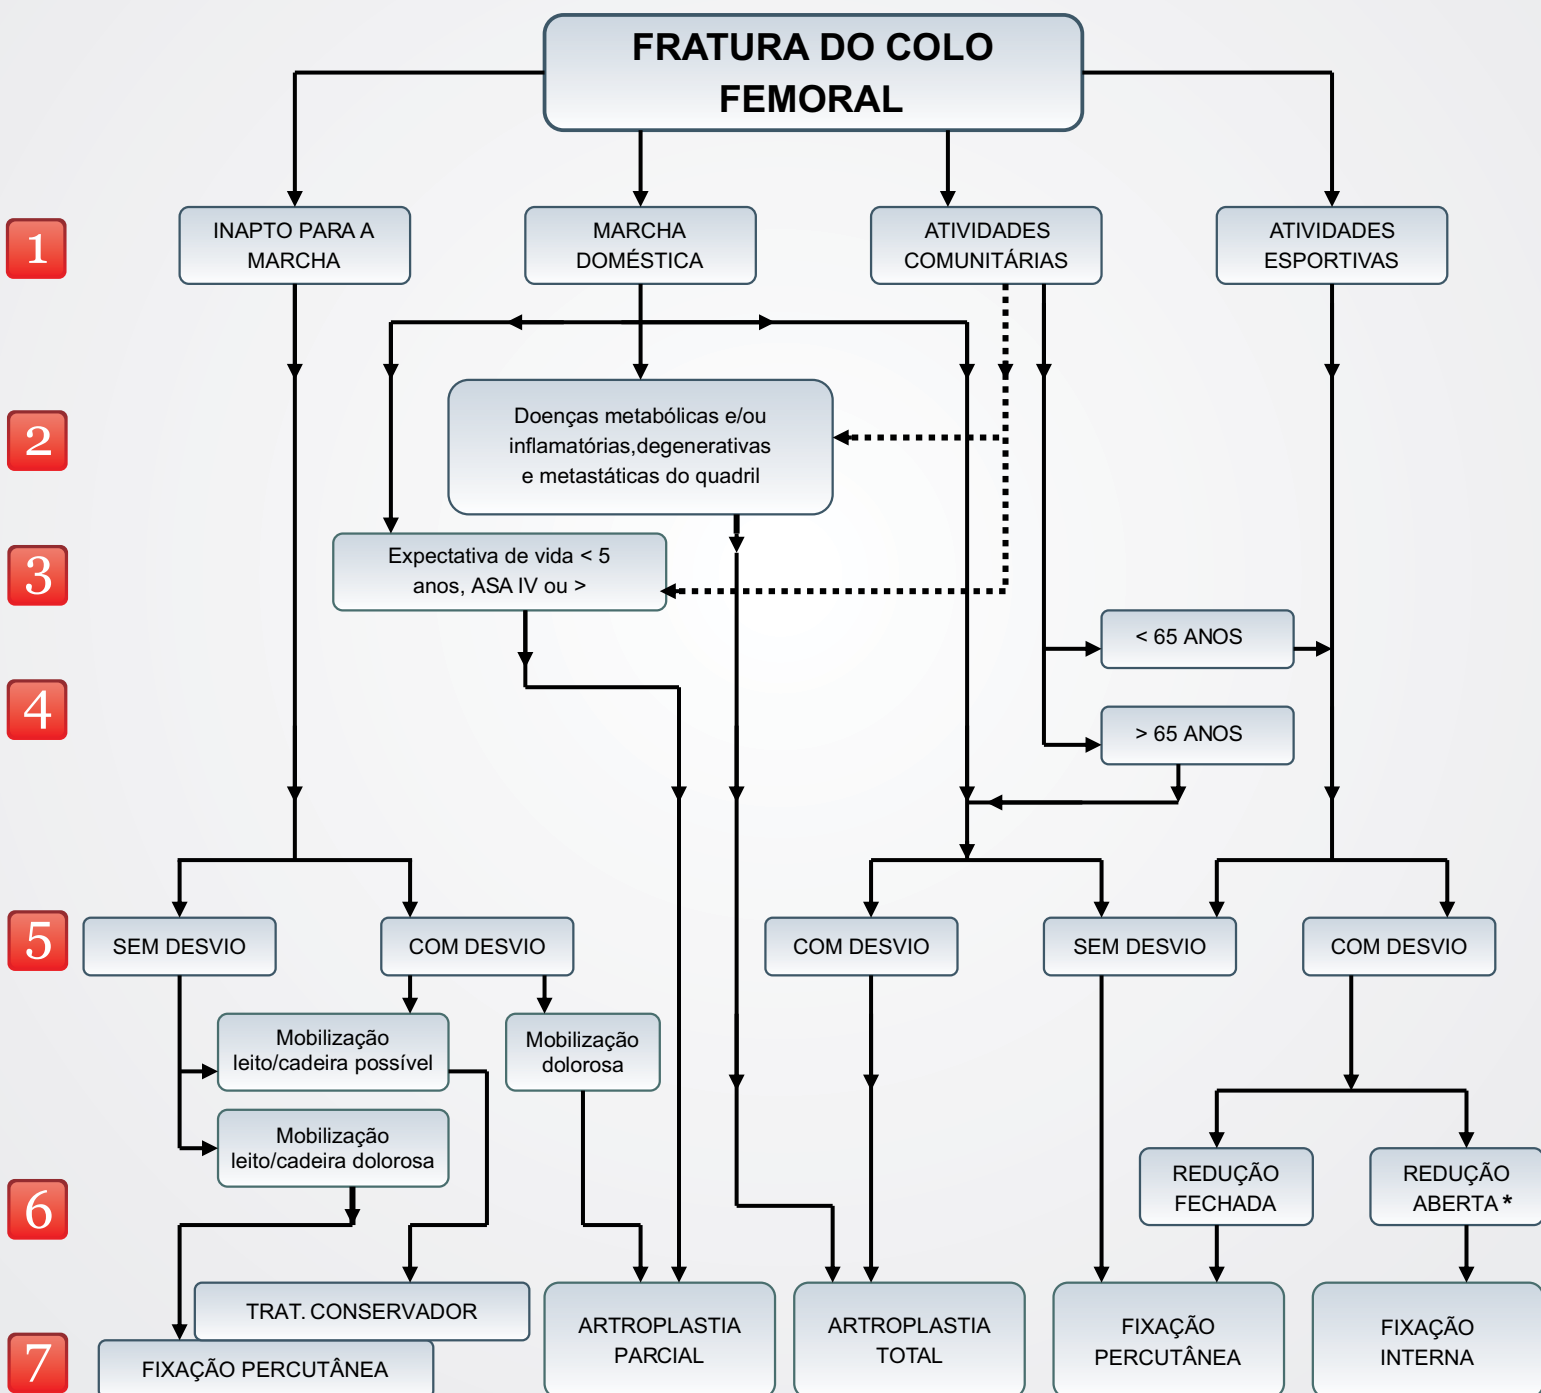 FRATURA DO COLO
FEMORAL
1
INAPTO PARA A
MARCHA
MARCHA
DOMÉSTICA
ATIVIDADES
COMUNITÁRIAS
ATIVIDADES
ESPORTIVAS
2
Doenças metabólicas e/ou
inflamatórias,degenerativas
e metastáticas do quadril
3
Expectativa de vida < 5
anos, ASA IV ou >
< 65 ANOS
4
> 65 ANOS
5
SEM DESVIO
COM DESVIO
COM DESVIO
SEM DESVIO
COM DESVIO
Mobilização
leito/cadeira possível
Mobilização
dolorosa
Mobilização
leito/cadeira dolorosa
6
REDUÇÃO
FECHADA
REDUÇÃO
ABERTA *
TRAT. CONSERVADOR
7
FIXAÇÃO PERCUTÂNEA
ARTROPLASTIA
PARCIAL
ARTROPLASTIA
TOTAL
FIXAÇÃO
PERCUTÂNEA
FIXAÇÃO
INTERNA